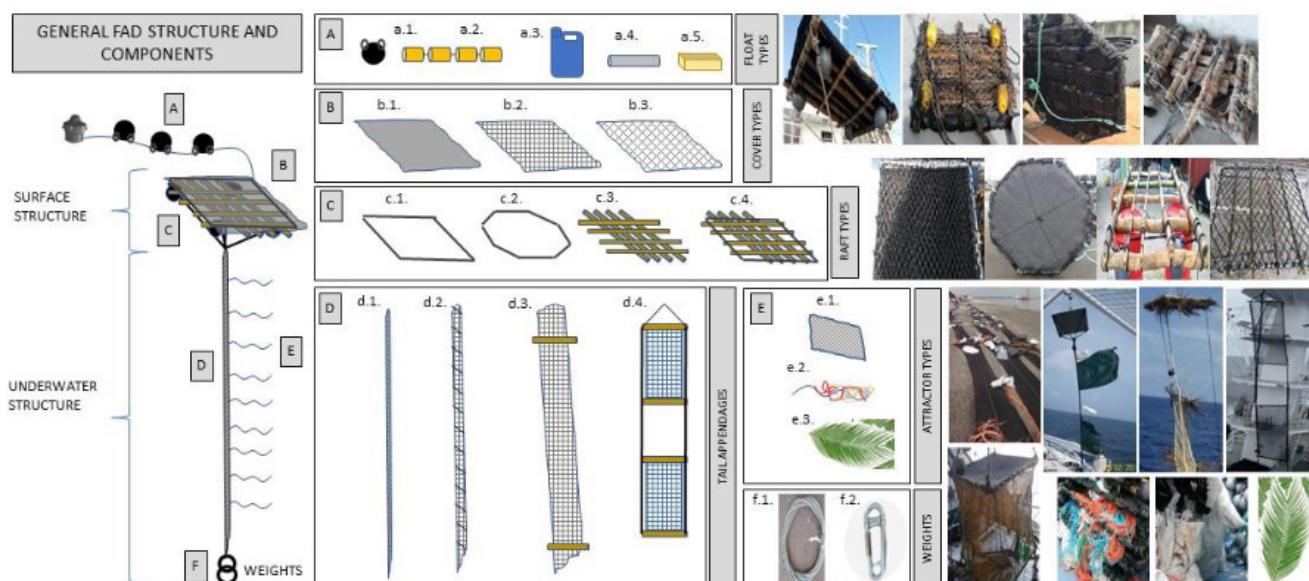 GENERAL FAD STRUCTURE AND
COMPONENTS
A
B
SURFACE
STRUCTURE
C
D
E
UNDERWATER
STRUCTURE
F
WEIGHTS
A
a.1.
a.2.
a.3.
a.4.
a.5.
FLOAT
TYPES
B
b.1.
b.2.
b.3.
COVER TYPES
C
c.1.
c.2.
c.3.
c.4.
RAFT TYPES
D
d.1.
d.2.
d.3.
d.4.
TAIL APPENDAGES
E
e.1.
e.2.
e.3.
ATTRACTOR TYPES
f.1.
f.2.
WEIGHTS